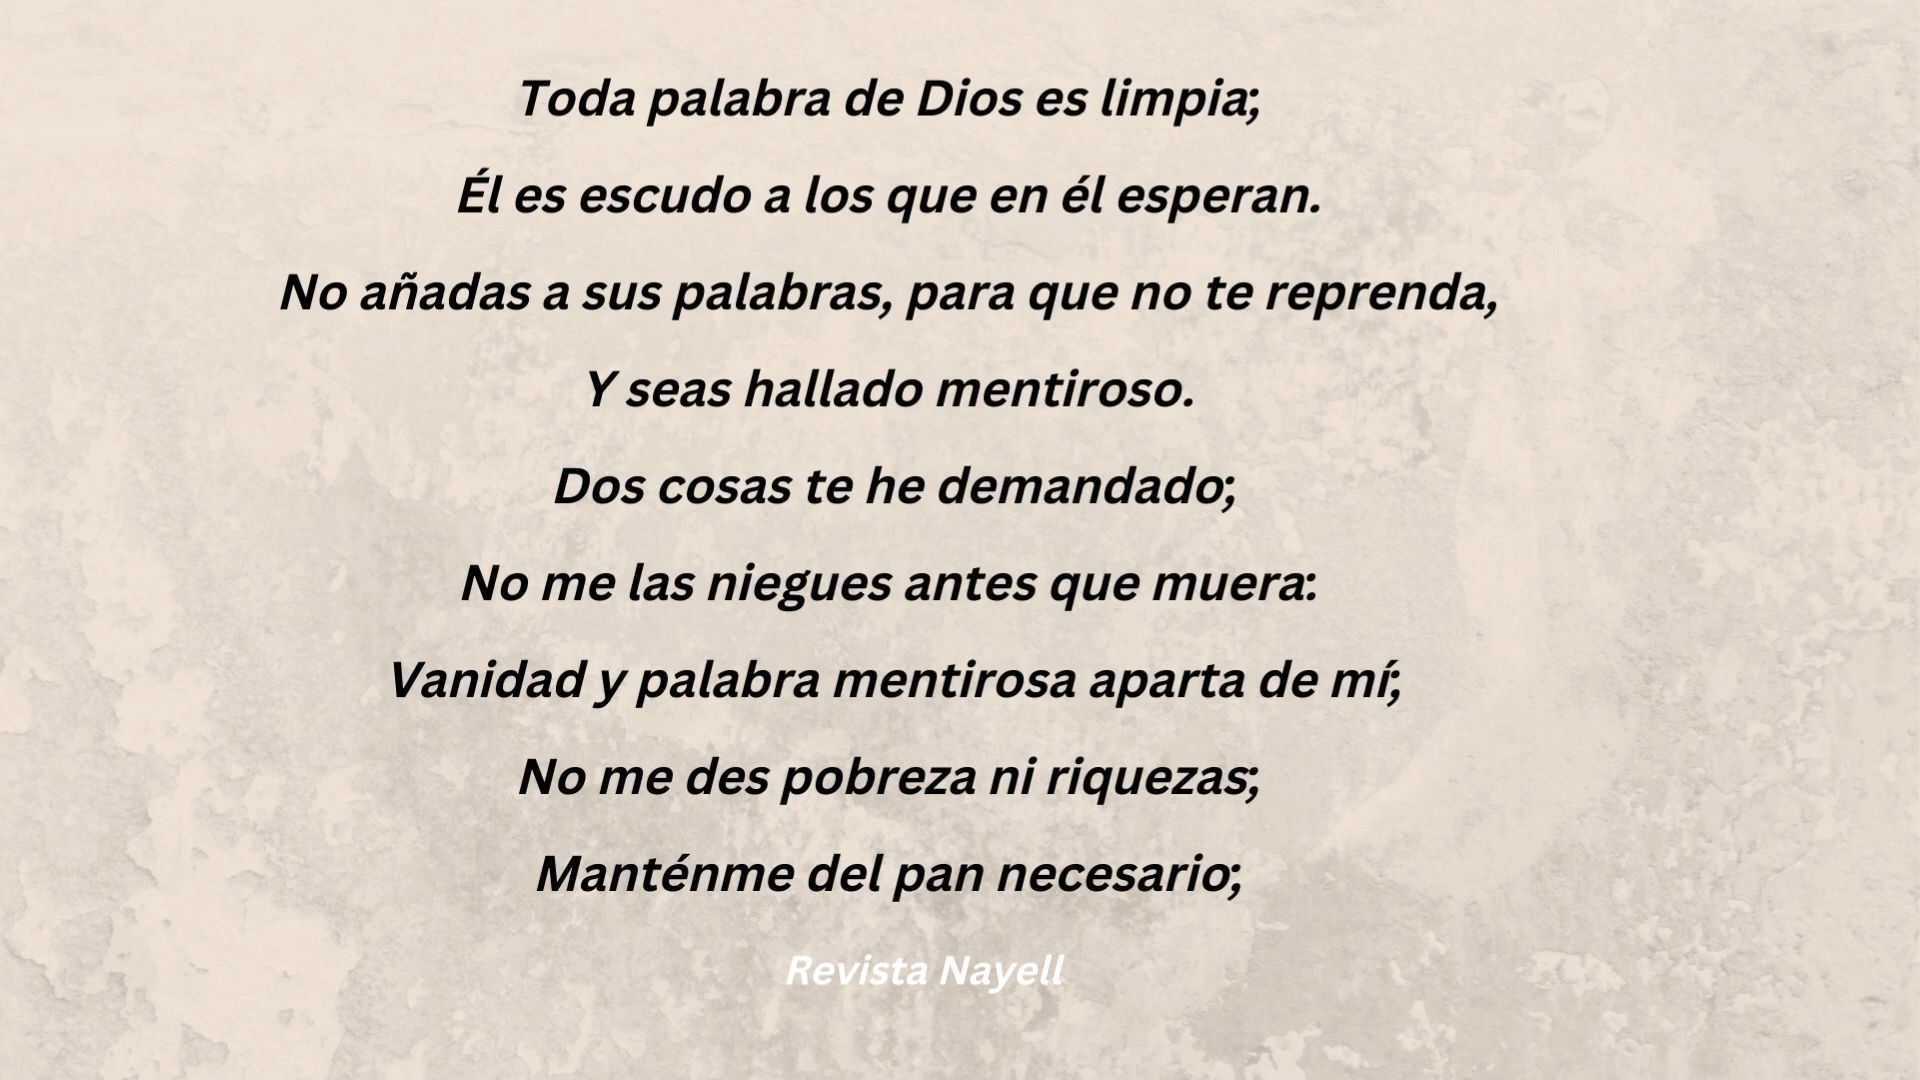 Toda palabra de Dios es limpia;
Él es escudo a los que en él esperan.
No añadas a sus palabras, para que no te reprenda,
Y seas hallado mentiroso.
Dos cosas te he demandado;
No me las niegues antes que muera:
Vanidad y palabra mentirosa aparta de mí;
No me des pobreza ni riquezas;
Manténme del pan necesario;
Revista Nayell